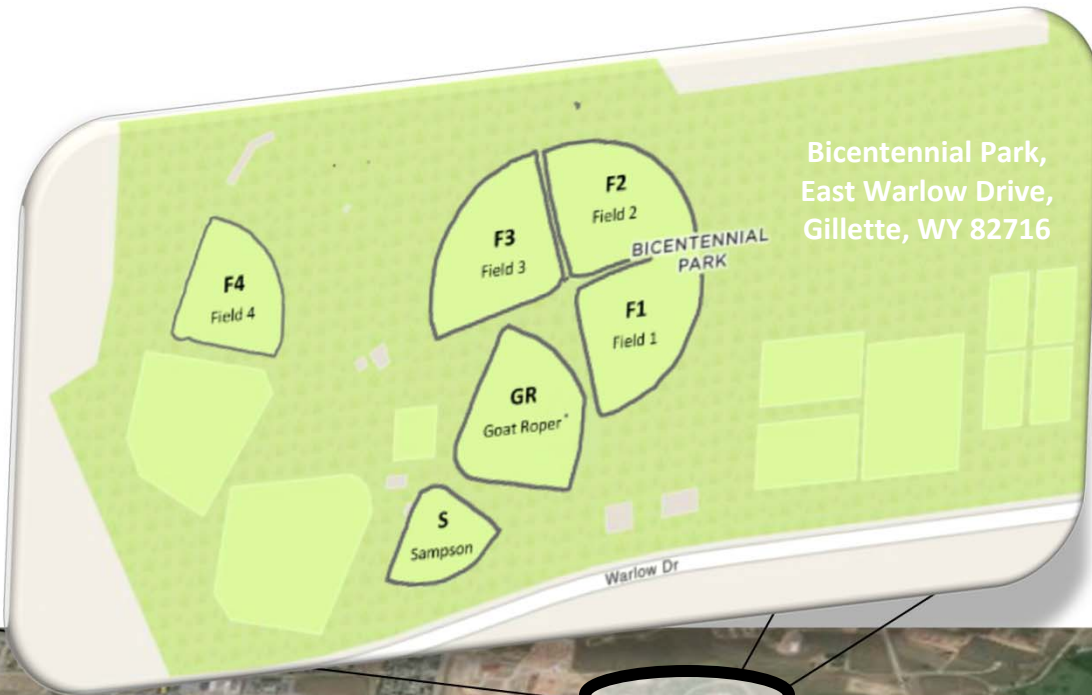 Bicentennial Park,
East Warlow Drive,
Gillette, WY 82716
F2
Field 2
BICENTENNIAL
PARK
F3
Field 3
F4
Field 4
F1
Field 1
GR
Goat Roper
S
Sampson
Warlow Dr